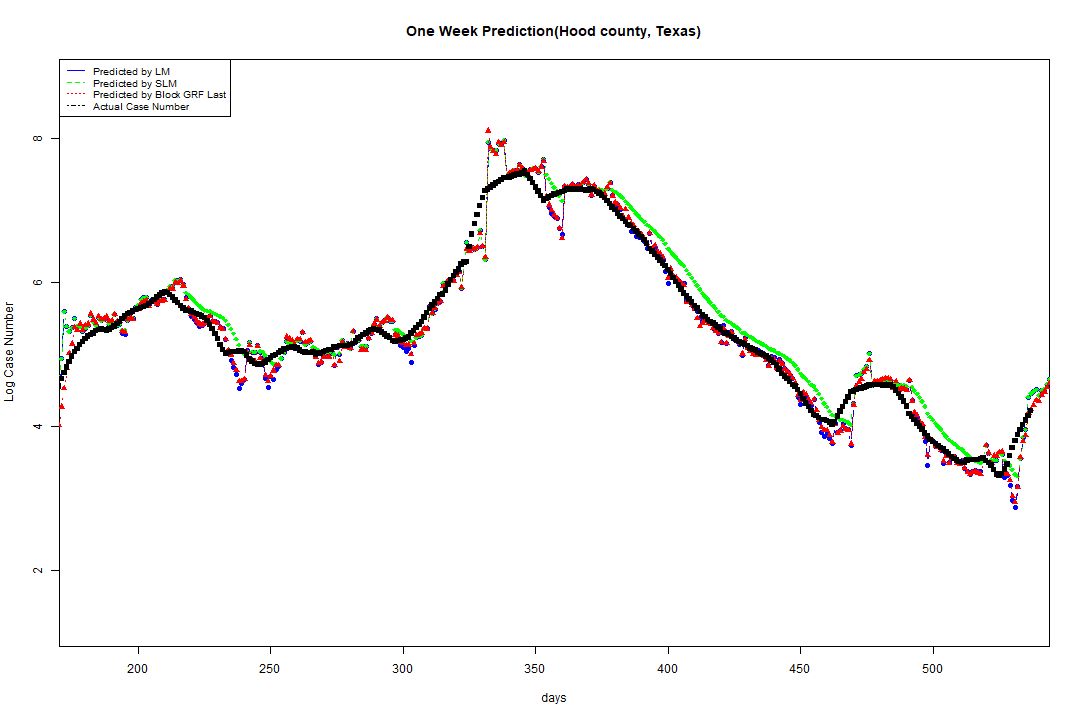 One Week Prediction(Hood county, Texas)
Predicted by LM
Predicted by SLM
Predicted by Block GRF Last
Actual Case Number
8
6
4
2
Log Case Number
200 250 300 350 400 450 500
days